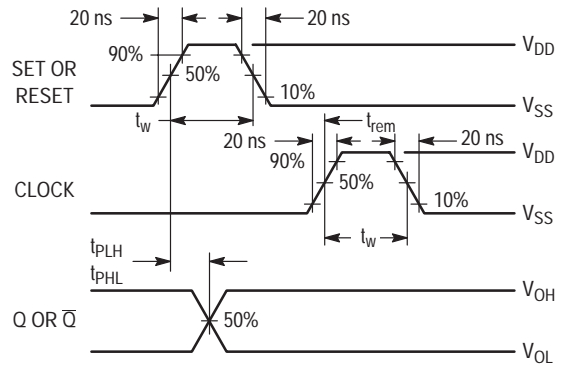 20 ns 20 ns
90% V_DD
SET OR 50%
RESET 10%
V_SS
t_w t_rem
20 ns 20 ns
90% V_DD
50%
CLOCK 10%
V_SS
t_w
t_PLH
t_PHL
V_OH
Q OR Q̅ 50%
V_OL